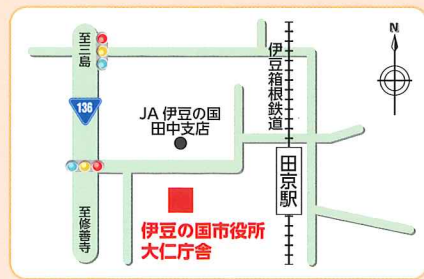 至三島
136
至修善寺
JA 伊豆の国
田中支店
伊豆の国市役所
大仁庁舎
伊豆箱根鉄道
田京駅
N